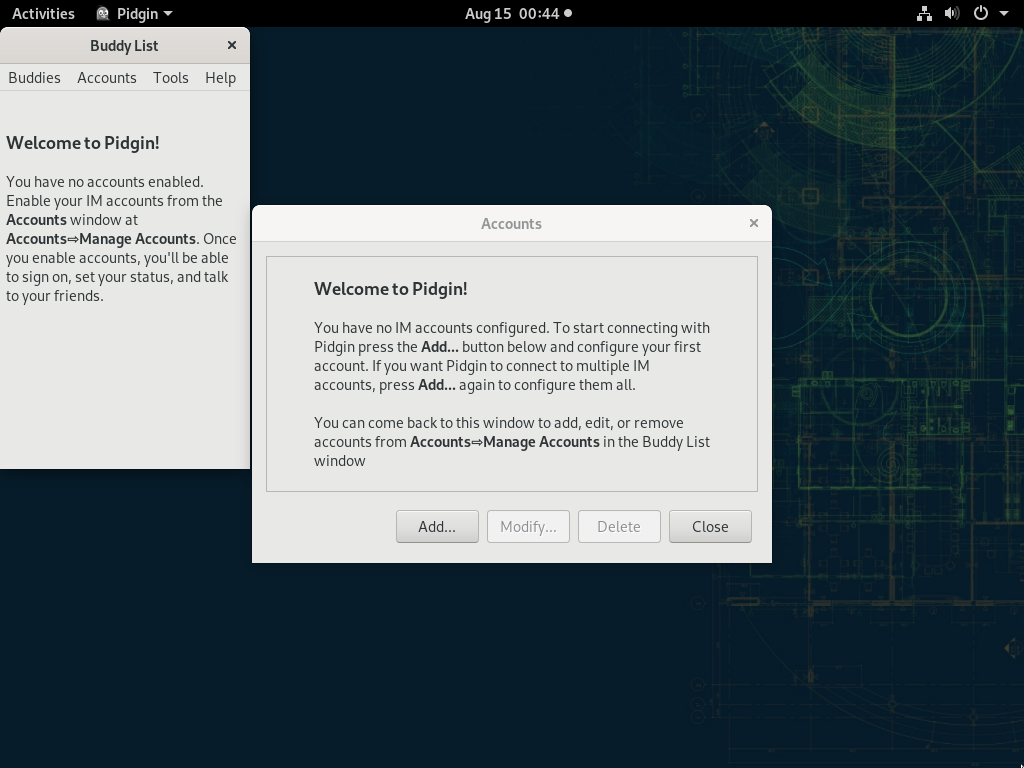 Activities Pidgin Aug 15 00:44
Buddy List ×
Buddies Accounts Tools Help
Welcome to Pidgin!
You have no accounts enabled.
Enable your IM accounts from the
Accounts window at
Accounts⇨Manage Accounts. Once
you enable accounts, you'll be able
to sign on, set your status, and talk
to your friends.
Accounts ×
Welcome to Pidgin!
You have no IM accounts configured. To start connecting with
Pidgin press the Add... button below and configure your first
account. If you want Pidgin to connect to multiple IM
accounts, press Add... again to configure them all.
You can come back to this window to add, edit, or remove
accounts from Accounts⇨Manage Accounts in the Buddy List
window
Add... Modify... Delete Close